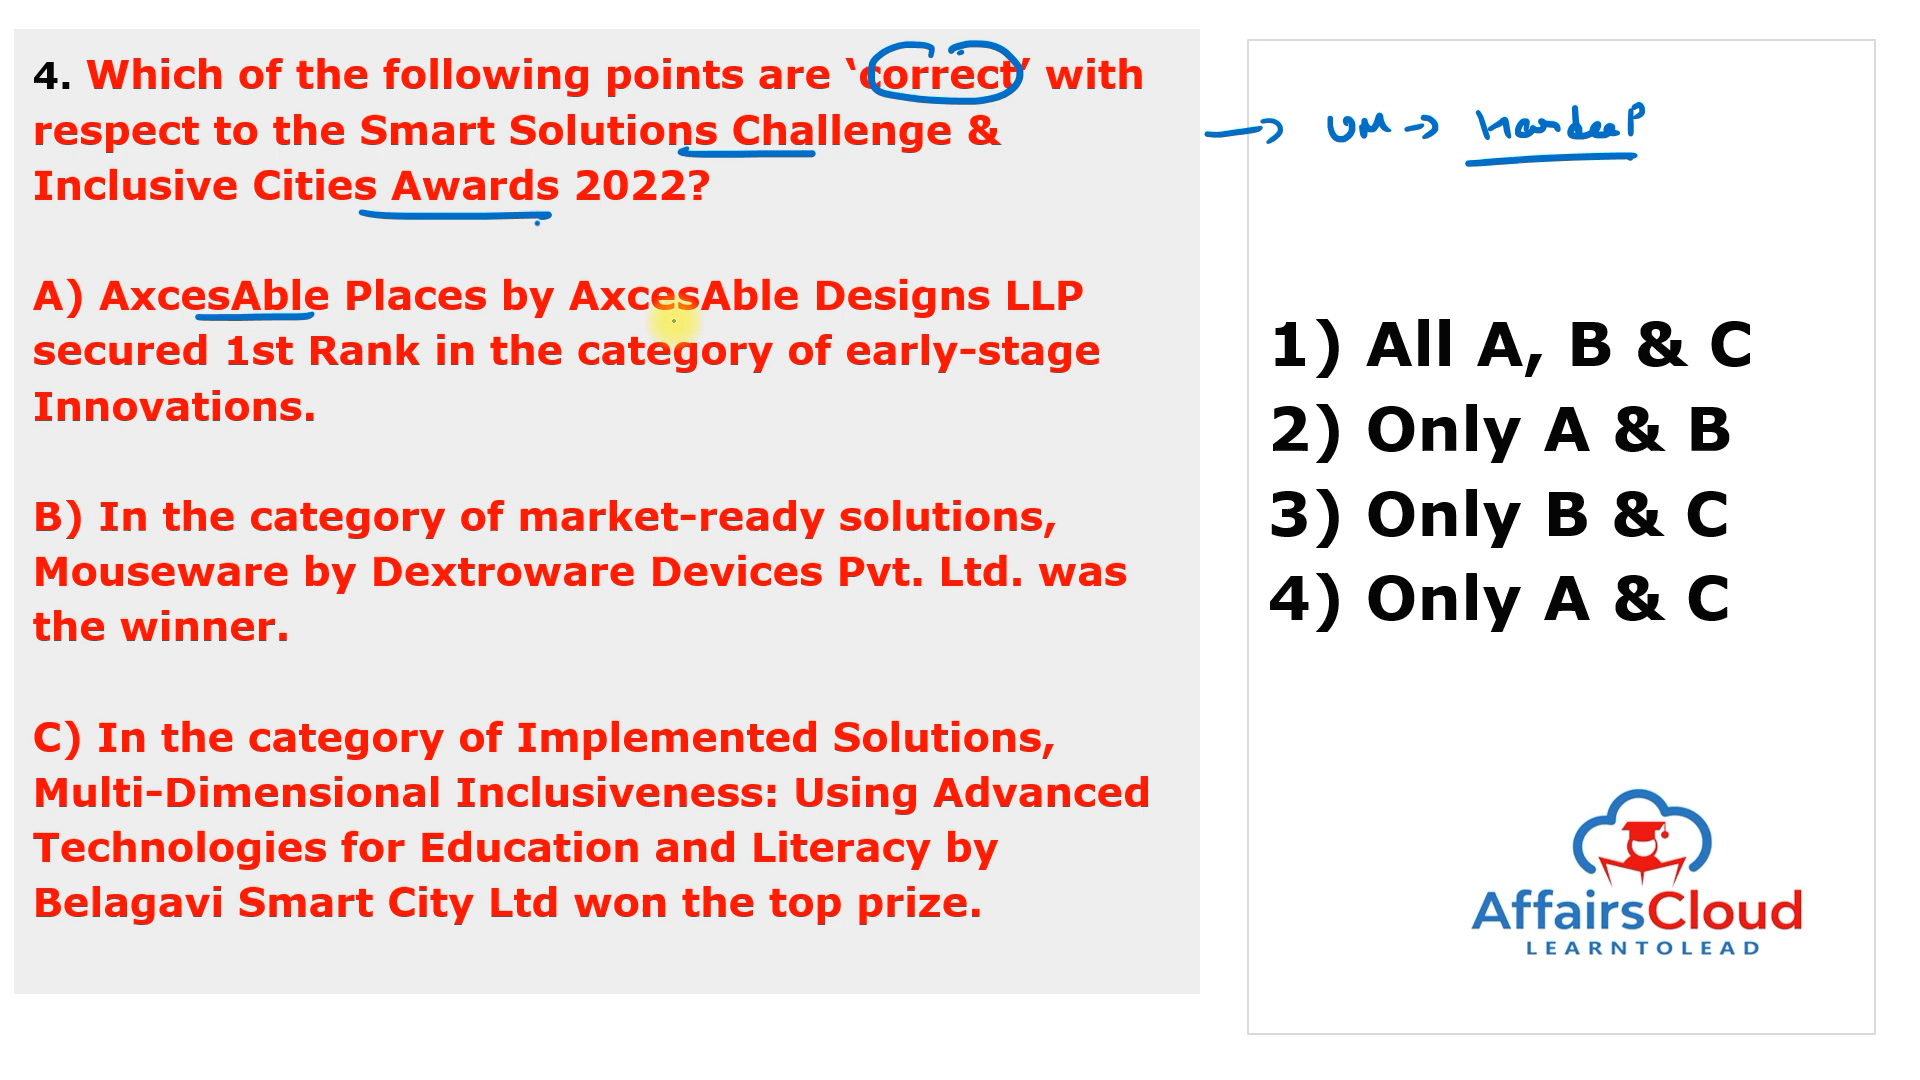 4. Which of the following points are ‘correct’ with
respect to the Smart Solutions Challenge &
Inclusive Cities Awards 2022?
A) AxcesAble Places by AxcesAble Designs LLP
secured 1st Rank in the category of early-stage
Innovations.
B) In the category of market-ready solutions,
Mouseware by Dextroware Devices Pvt. Ltd. was
the winner.
C) In the category of Implemented Solutions,
Multi-Dimensional Inclusiveness: Using Advanced
Technologies for Education and Literacy by
Belagavi Smart City Ltd won the top prize.
→ UM → Hardeep
1) All A, B & C
2) Only A & B
3) Only B & C
4) Only A & C
AffairsCloud
LEARNTOLEAD